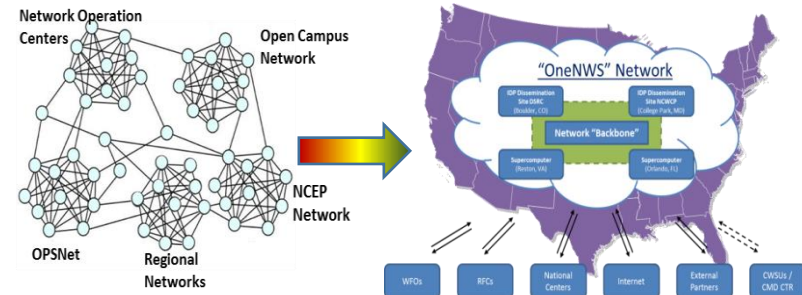 Network Operation
Centers
Open Campus
Network
NCEP
Network
OPSNet
Regional
Networks
“OneNWS” Network
IDP Dissemination
Site DSRC
(Boulder, CO)
IDP Dissemination
Site NCWCP
(College Park, MD)
Network “Backbone”
Supercomputer
(Reston, VA)
Supercomputer
(Orlando, FL)
WFOs
RFCs
National
Centers
Internet
External
Partners
CWSUs /
CMD CTR